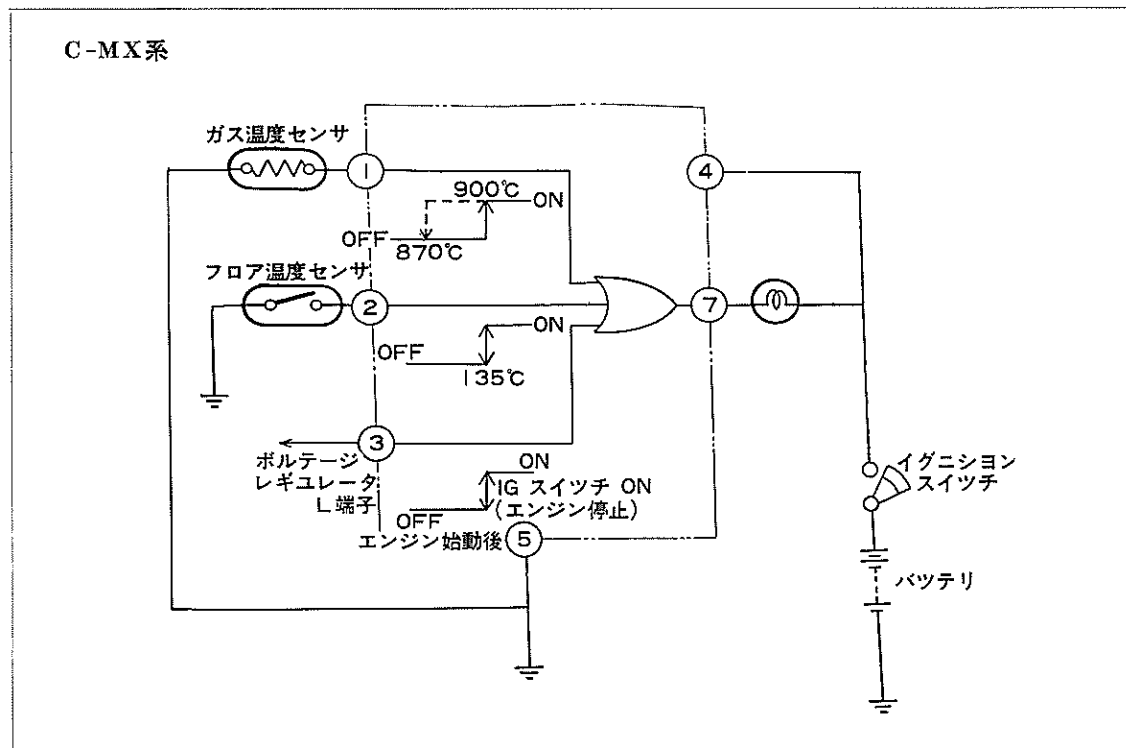 C-MX系
ガス温度センサ
1
4
900℃
ON
OFF
870℃
フロア温度センサ
2
7
ON
OFF
135℃
3
ボルテージ
レギユレータ
L端子
ON
IG スイツチ ON
(エンジン停止)
OFF
エンジン始動後
5
イグニシヨン
スイツチ
バツテリ